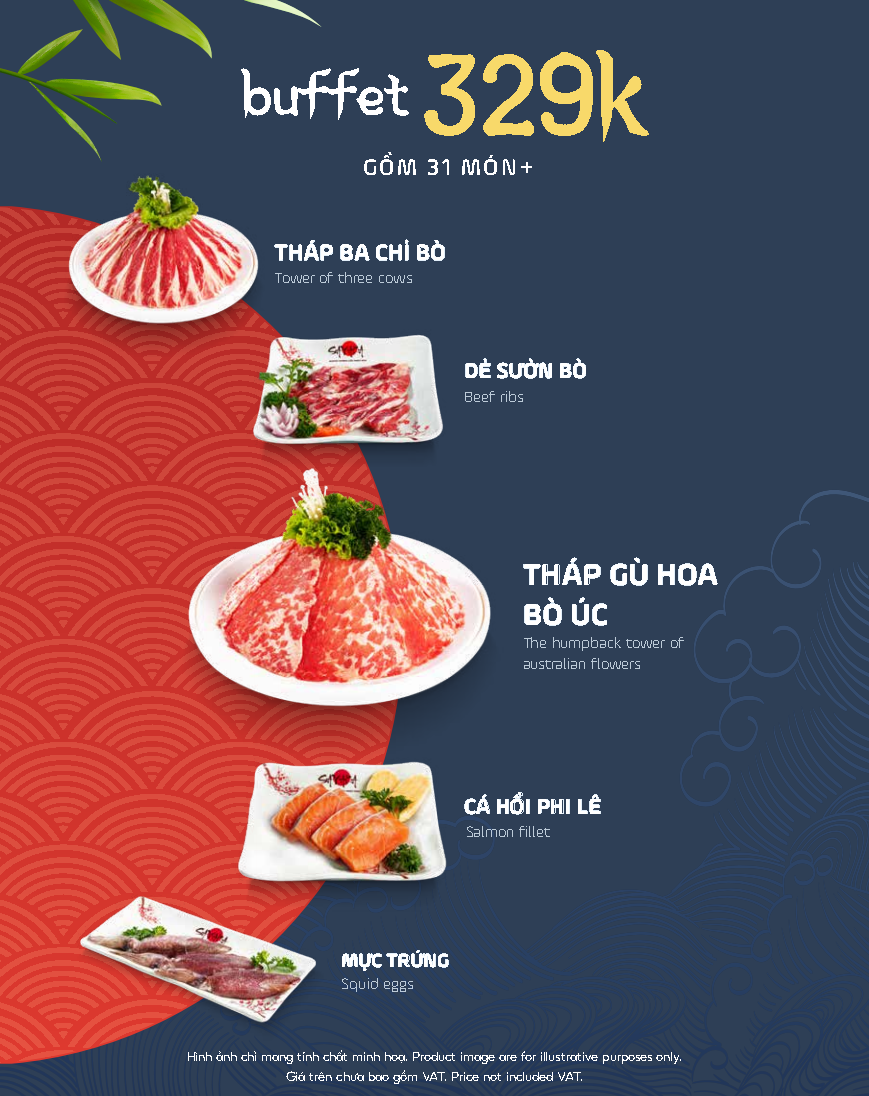 buffet 329k
GỒM 31 MÓN+
THÁP BA CHỈ BÒ
Tower of three cows
DẺ SƯỜN BÒ
Beef ribs
THÁP GÙ HOA
BÒ ÚC
The humpback tower of
australian flowers
CÁ HỒI PHI LÊ
Salmon fillet
MỰC TRỨNG
Squid eggs
Hình ảnh chỉ mang tính chất minh hoạ. Product image are for illustrative purposes only.
Giá trên chưa bao gồm VAT. Price not included VAT.